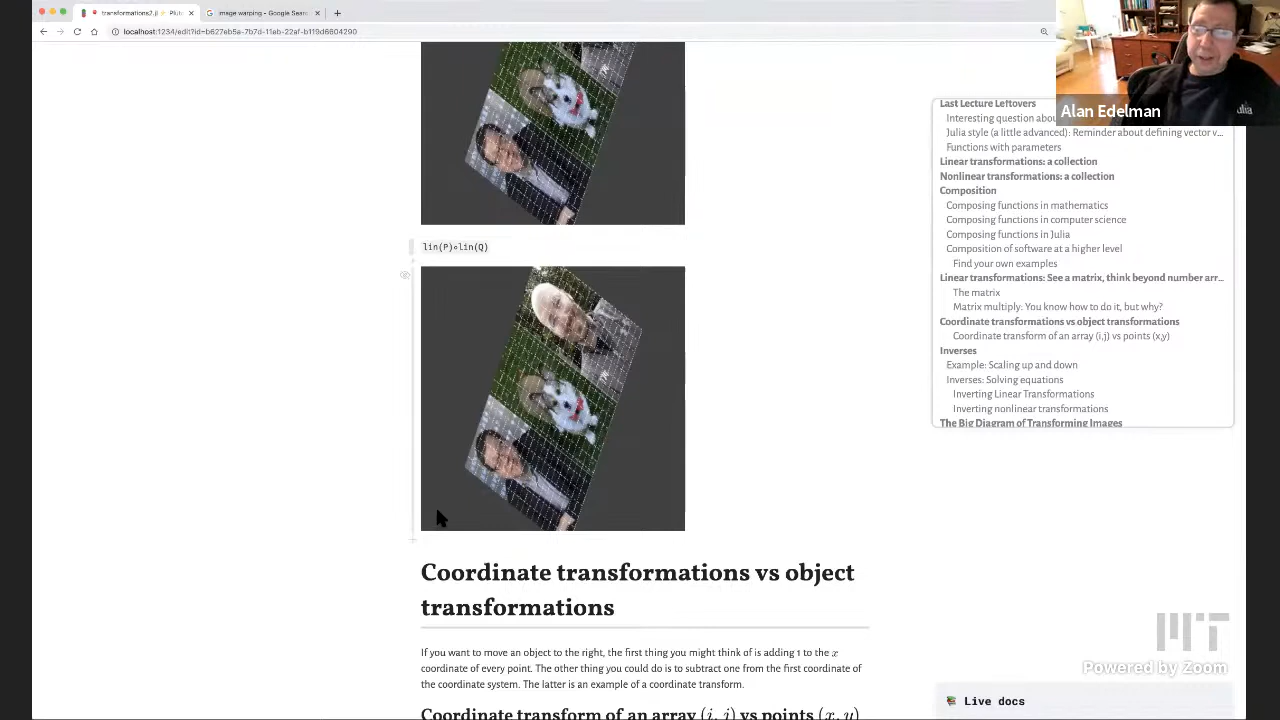 transformations2.jl
Plut
image warping - Google Sear
localhost:1234/edit?id=b627eb5a-7b7d-11eb-22af-b119d6604290
Alan Edelman
Last Lecture Leftovers
Interesting question abou
Julia style (a little advanced): Reminder about defining vector v...
Functions with parameters
Linear transformations: a collection
Nonlinear transformations: a collection
Composition
Composing functions in mathematics
Composing functions in computer science
Composing functions in Julia
Composition of software at a higher level
Find your own examples
Linear transformations: See a matrix, think beyond number arr...
The matrix
Matrix multiply: You know how to do it, but why?
Coordinate transformations vs object transformations
Coordinate transform of an array (i,j) vs points (x,y)
Inverses
Example: Scaling up and down
Inverses: Solving equations
Inverting Linear Transformations
Inverting nonlinear transformations
The Big Diagram of Transforming Images
lin(P)∘lin(Q)
Coordinate transformations vs object
transformations
If you want to move an object to the right, the first thing you might think of is adding 1 to the x
coordinate of every point. The other thing you could do is to subtract one from the first coordinate of
the coordinate system. The latter is an example of a coordinate transform.
Coordinate transform of an array (i, j) vs points (x, y)
MIT
Powered by Zoom
Live docs